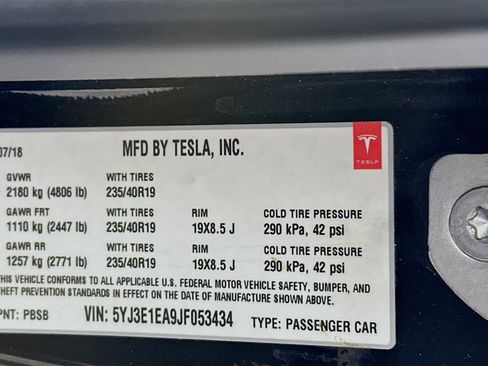 07/18 MFD BY TESLA, INC. TESLA
GVWR WITH TIRES
2180 kg (4806 lb) 235/40R19
GAWR FRT WITH TIRES RIM COLD TIRE PRESSURE
1110 kg (2447 lb) 235/40R19 19X8.5 J 290 kPa, 42 psi
GAWR RR WITH TIRES RIM COLD TIRE PRESSURE
1257 kg (2771 lb) 235/40R19 19X8.5 J 290 kPa, 42 psi
THIS VEHICLE CONFORMS TO ALL APPLICABLE U.S. FEDERAL MOTOR VEHICLE SAFETY, BUMPER, AND
THEFT PREVENTION STANDARDS IN EFFECT ON THE DATE OF MANUFACTURE SHOWN ABOVE.
PNT: PBSB VIN: 5YJ3E1EA9JF053434 TYPE: PASSENGER CAR